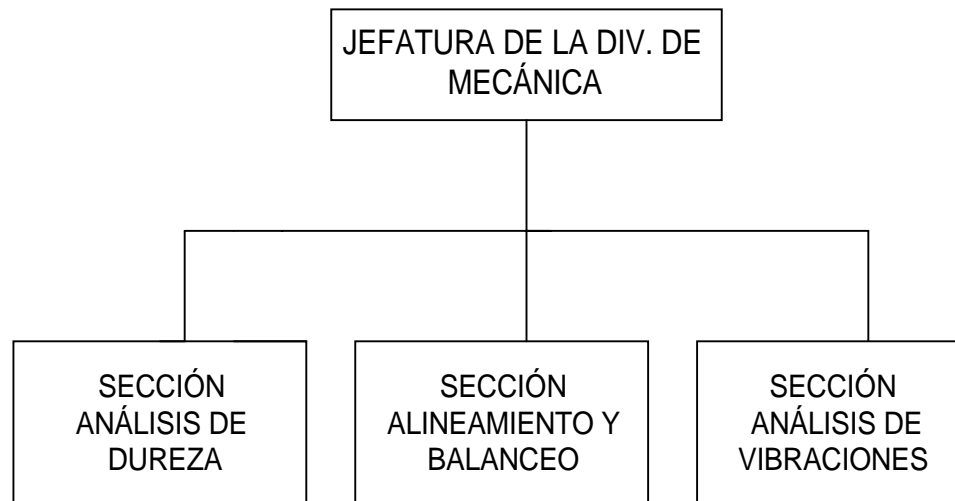 JEFATURA DE LA DIV. DE
MECÁNICA
SECCIÓN
ANÁLISIS DE
DUREZA
SECCIÓN
ALINEAMIENTO Y
BALANCEO
SECCIÓN
ANÁLISIS DE
VIBRACIONES